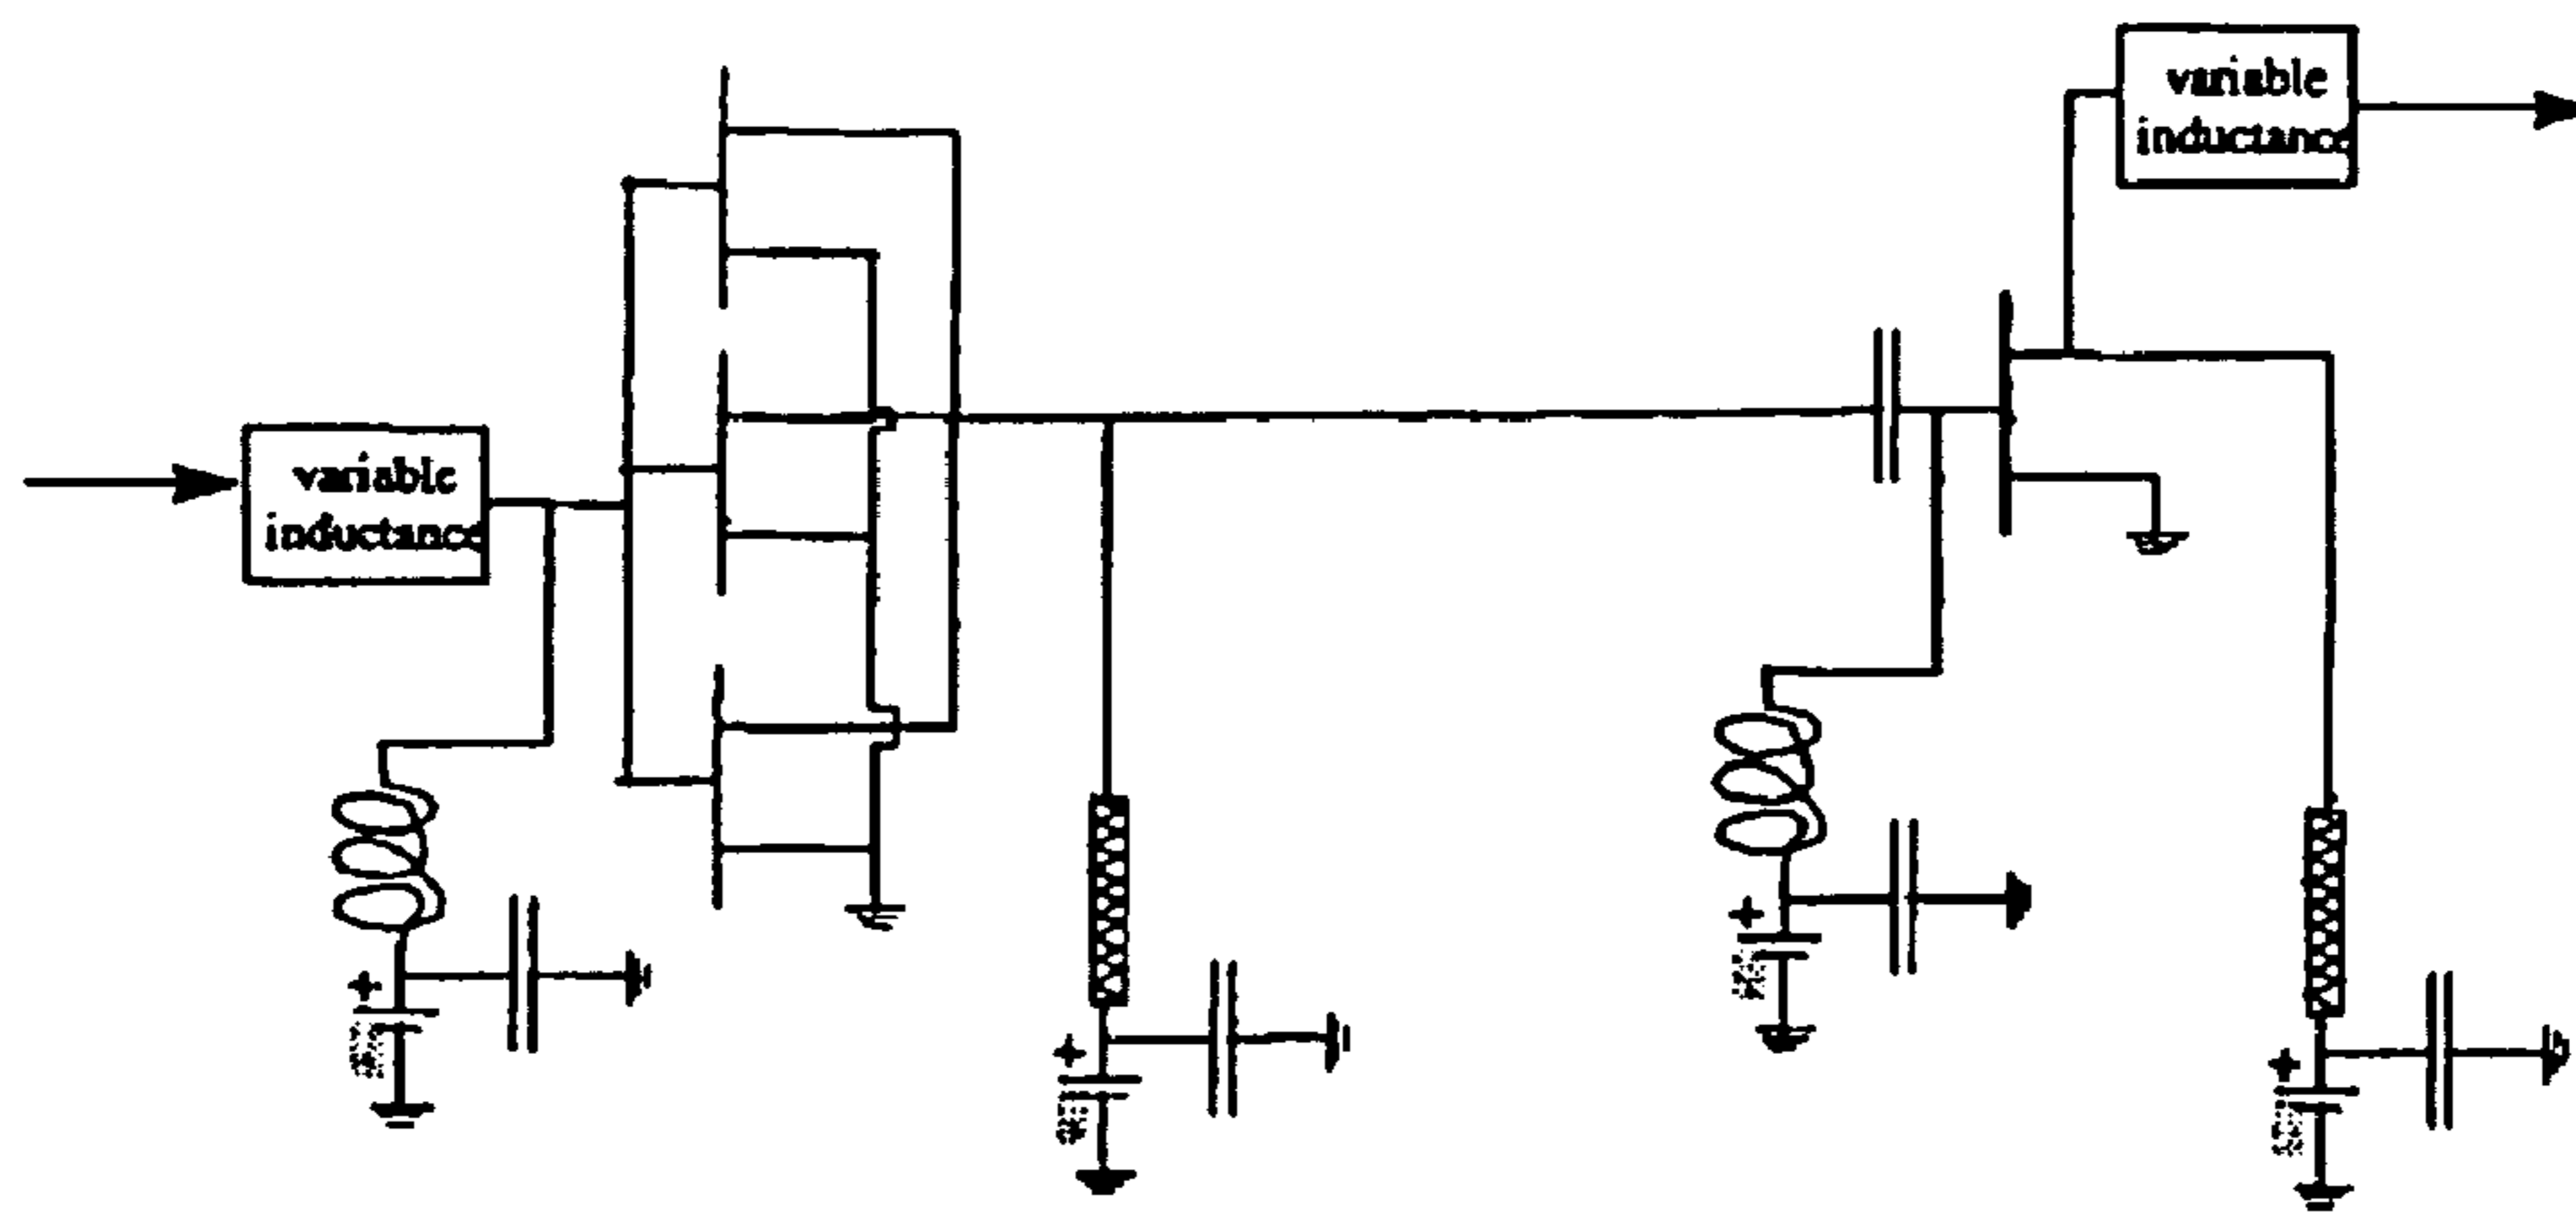 variable
inductance
variable
inductance
+
+
+
+